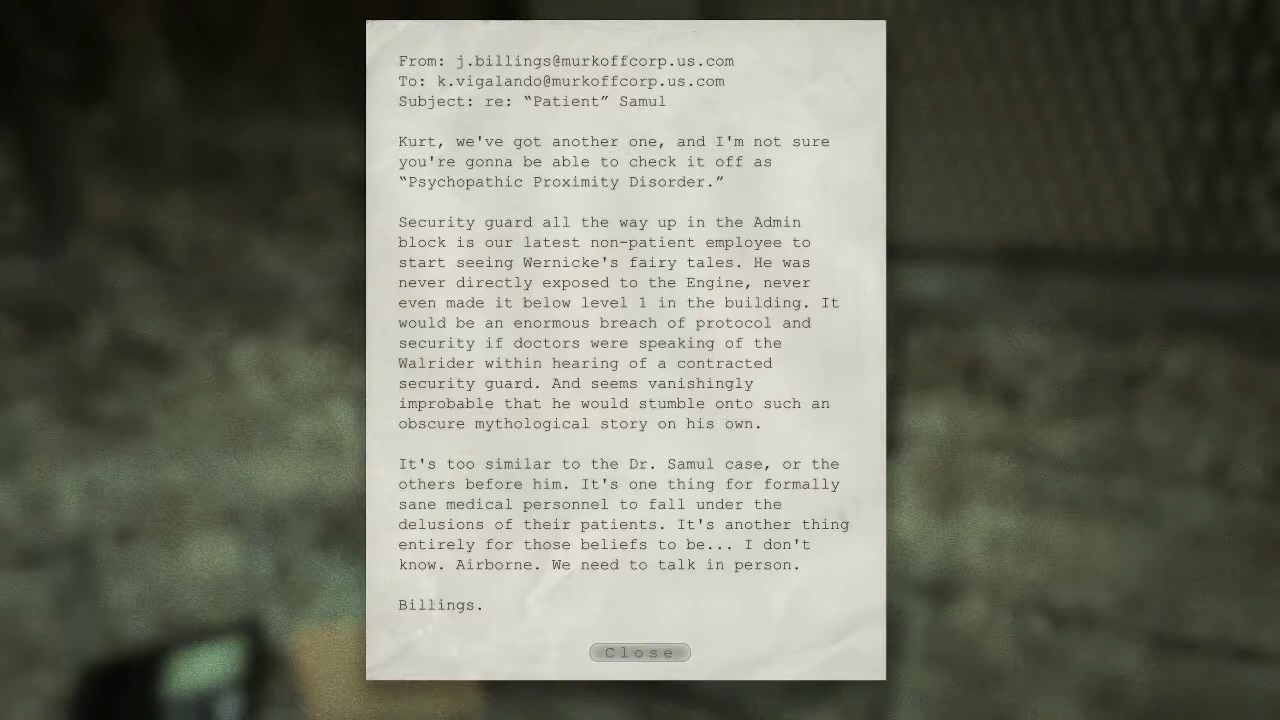 From: j.billings@murkoffcorp.us.com
To: k.vigalando@murkoffcorp.us.com
Subject: re: “Patient” Samul
Kurt, we've got another one, and I'm not sure
you're gonna be able to check it off as
“Psychopathic Proximity Disorder.”
Security guard all the way up in the Admin
block is our latest non-patient employee to
start seeing Wernicke's fairy tales. He was
never directly exposed to the Engine, never
even made it below level 1 in the building. It
would be an enormous breach of protocol and
security if doctors were speaking of the
Walrider within hearing of a contracted
security guard. And seems vanishingly
improbable that he would stumble onto such an
obscure mythological story on his own.
It's too similar to the Dr. Samul case, or the
others before him. It's one thing for formally
sane medical personnel to fall under the
delusions of their patients. It's another thing
entirely for those beliefs to be... I don't
know. Airborne. We need to talk in person.
Billings.
Close